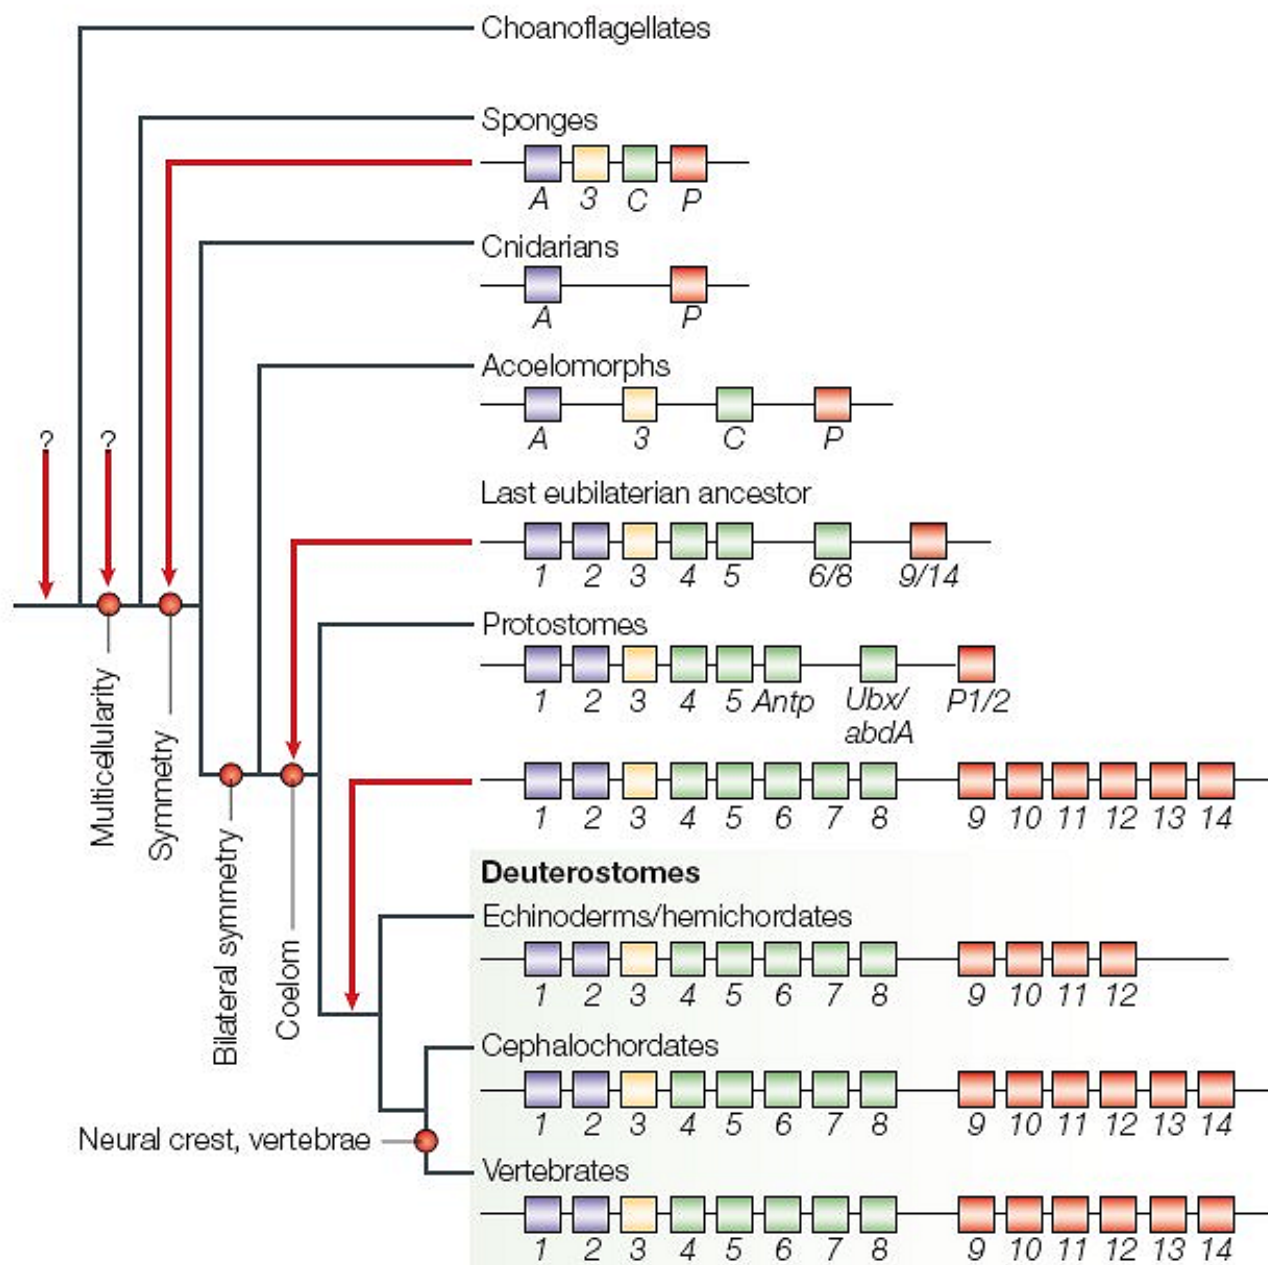 Choanoflagellates
Sponges
A 3 C P
Cnidarians
A P
Acoelomorphs
A 3 C P
? ?
Last eubilaterian ancestor
1 2 3 4 5 6/8 9/14
Protostomes
1 2 3 4 5 Antp Ubx/ P1/2
abdA
Multicellularity
Symmetry
Bilateral symmetry
Coelom
1 2 3 4 5 6 7 8 9 10 11 12 13 14
Deuterostomes
Echinoderms/hemichordates
1 2 3 4 5 6 7 8 9 10 11 12
Cephalochordates
1 2 3 4 5 6 7 8 9 10 11 12 13 14
Neural crest, vertebrae
Vertebrates
1 2 3 4 5 6 7 8 9 10 11 12 13 14